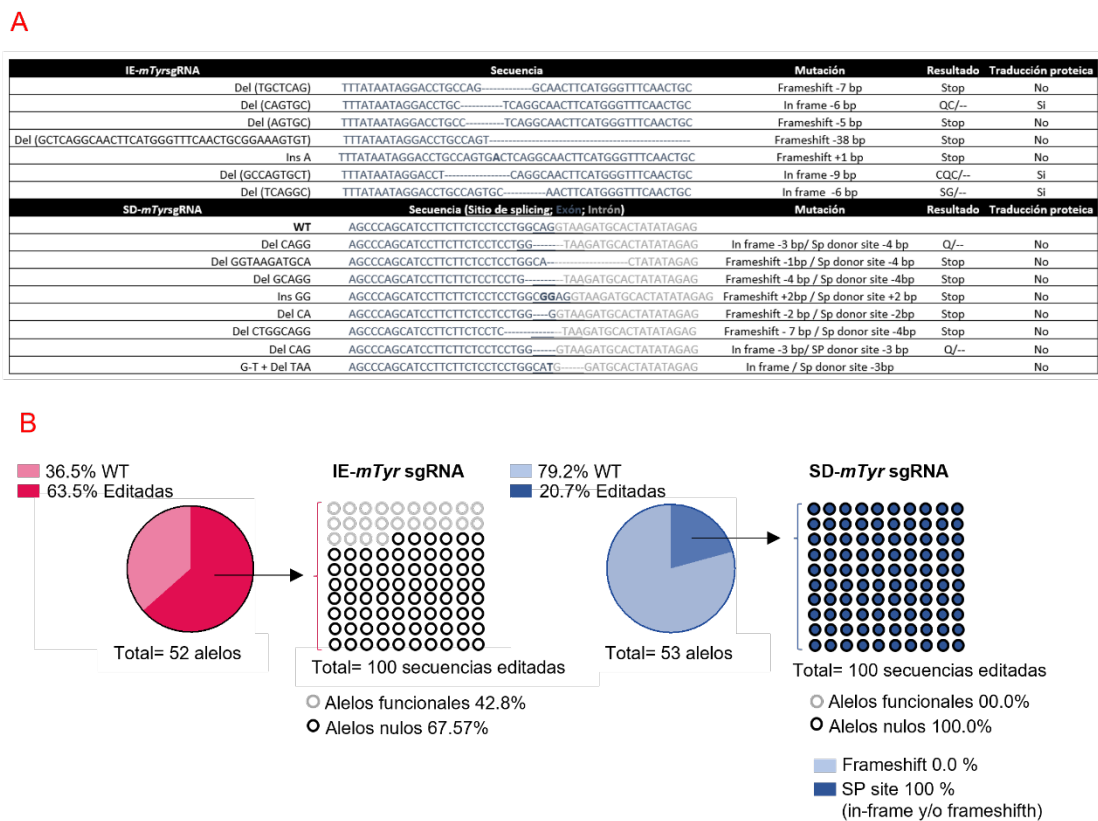 A
IE-mTyrsgRNA Secuencia Mutación Resultado Traducción proteica
Del (TGCTCAG) TTTATAATAGGACCTGCCAG-------------GCAACTTCATGGGTTTCAACTGC Frameshift -7 bp Stop No
Del (CAGTGC) TTTATAATAGGACCTGC-----------TCAGGCAACTTCATGGGTTTCAACTGC In frame -6 bp QC/-- Si
Del (AGTGC) TTTATAATAGGACCTGCC----------TCAGGCAACTTCATGGGTTTCAACTGC Frameshift -5 bp Stop No
Del (GCTCAGGCAACTTCATGGGTTTCAACTGCGGAAAGTGT) TTTATAATAGGACCTGCCAGT-------------------------------------------------- Frameshift -38 bp Stop No
Ins A TTTATAATAGGACCTGCCAGTGACTCAGGCAACTTCATGGGTTTCAACTGC Frameshift +1 bp Stop No
Del (GCCAGTGCT) TTTATAATAGGACCT-----------------CAGGCAACTTCATGGGTTTCAACTGC In frame -9 bp CQC/-- Si
Del (TCAGGC) TTTATAATAGGACCTGCCAGTGC----------AACTTCATGGGTTTCAACTGC In frame -6 bp SG/-- Si
SD-mTyrsgRNA Secuencia (Sitio de splicing; Exón; Intrón) Mutación Resultado Traducción proteica
WT AGCCCAGCATCCTTCTTCTCCTCCTGGCAGGTAAGATGCACTATATAGAG
Del CAGG AGCCCAGCATCCTTCTTCTCCTCCTGG------TAAGATGCACTATATAGAG In frame -3 bp/ Sp donor site -4 bp Q/-- No
Del GGTAAGATGCA AGCCCAGCATCCTTCTTCTCCTCCTGGCA--------------------CTATATAGAG Frameshift -1bp / Sp donor site -4 bp Stop No
Del GCAGG AGCCCAGCATCCTTCTTCTCCTCCTG---------TAAGATGCACTATATAGAG Frameshift -4 bp / Sp donor site -4bp Stop No
Ins GG AGCCCAGCATCCTTCTTCTCCTCCTGGCGGAGGTAAGATGCACTATATAGAG Frameshift +2bp / Sp donor site +2 bp Stop No
Del CA AGCCCAGCATCCTTCTTCTCCTCCTGG----GGTAAGATGCACTATATAGAG Frameshift -2 bp / Sp donor site -2bp Stop No
Del CTGGCAGG AGCCCAGCATCCTTCTTCTCCTC--------------TAAGATGCACTATATAGAG Frameshift - 7 bp / Sp donor site -4bp Stop No
Del CAG AGCCCAGCATCCTTCTTCTCCTCCTGG------GTAAGATGCACTATATAGAG In frame -3 bp/ SP donor site -3 bp Q/-- No
G-T + Del TAA AGCCCAGCATCCTTCTTCTCCTCCTGGCATG------GATGCACTATATAGAG In frame / Sp donor site -3bp No
B
36.5% WT
63.5% Editadas
IE-mTyr sgRNA
Total= 52 alelos
Total= 100 secuencias editadas
Alelos funcionales 42.8%
Alelos nulos 67.57%
79.2% WT
20.7% Editadas
SD-mTyr sgRNA
Total= 53 alelos
Total= 100 secuencias editadas
Alelos funcionales 00.0%
Alelos nulos 100.0%
Frameshift 0.0 %
SP site 100 %
(in-frame y/o frameshifth)